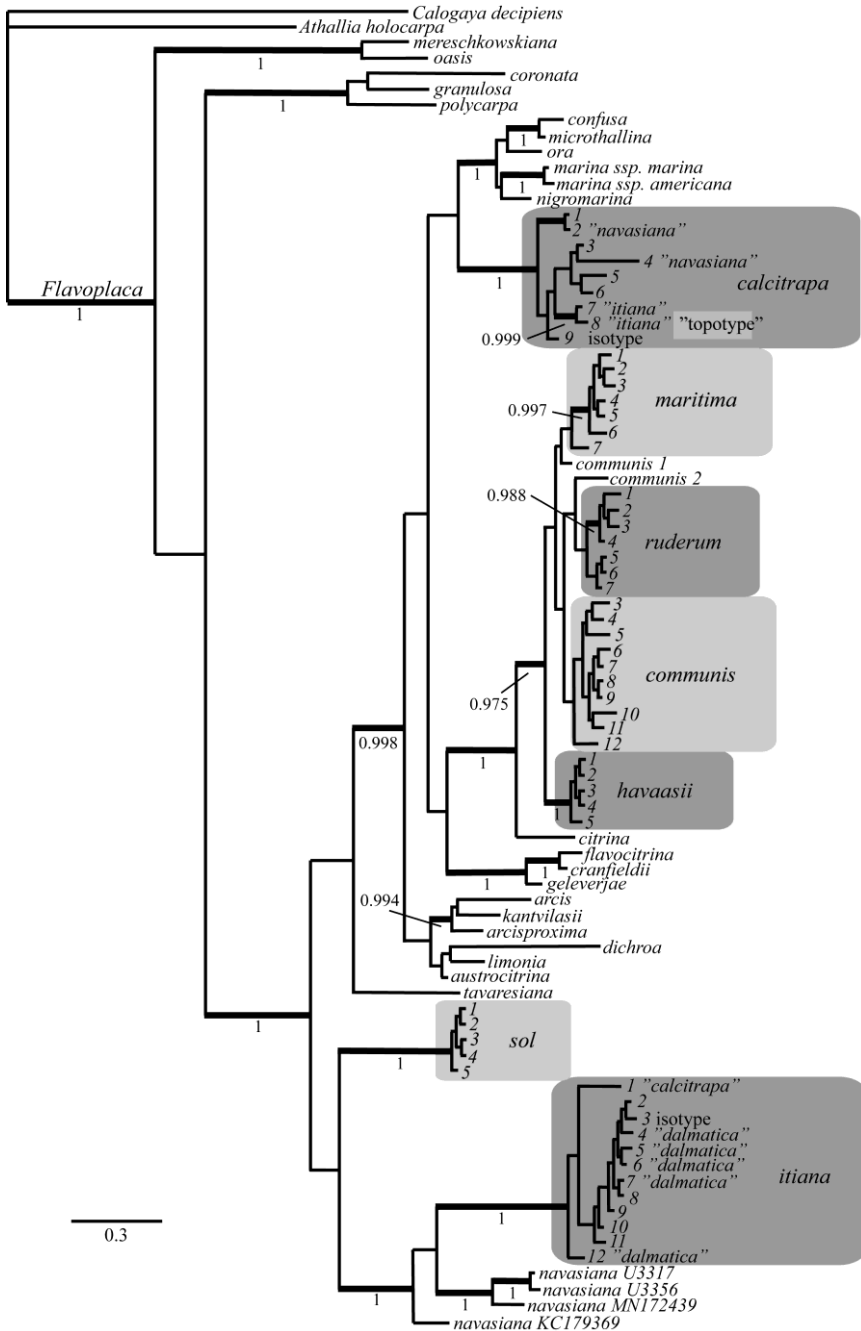 Calogaya decipiens
Athallia holocarpa
mereschkowskiana
1
oasis
coronata
1
granulosa
polycarpa
confusa
1
microthallina
ora
1
marina ssp. marina
1
marina ssp. americana
nigromarina
1
2 "navasiana"
3
Flavoplaca
1
1
4 "navasiana"
5
calcitrapa
6
7 "itiana"
8 "itiana" "topotype"
0.999
9 isotype
1
2
3
maritima
0.997
4
5
6
7
communis 1
communis 2
0.988
1
2
3
4
ruderum
5
6
7
3
4
5
6
7
communis
8
9
0.975
10
11
12
0.998
1
1
2
havaasii
3
4
1
5
citrina
flavocitrina
1
1
cranfieldii
geleverjae
0.994
arcis
kantvilasii
arcisproxima
dichroa
limonia
austrocitrina
tavaresiana
1
1
2
sol
3
4
1
5
1 "calcitrapa"
2
3 isotype
4 "dalmatica"
5 "dalmatica"
6 "dalmatica"
itiana
7 "dalmatica"
8
9
1
10
11
0.3
12 "dalmatica"
navasiana U3317
1
1
1
navasiana U3356
navasiana MN172439
navasiana KC179369